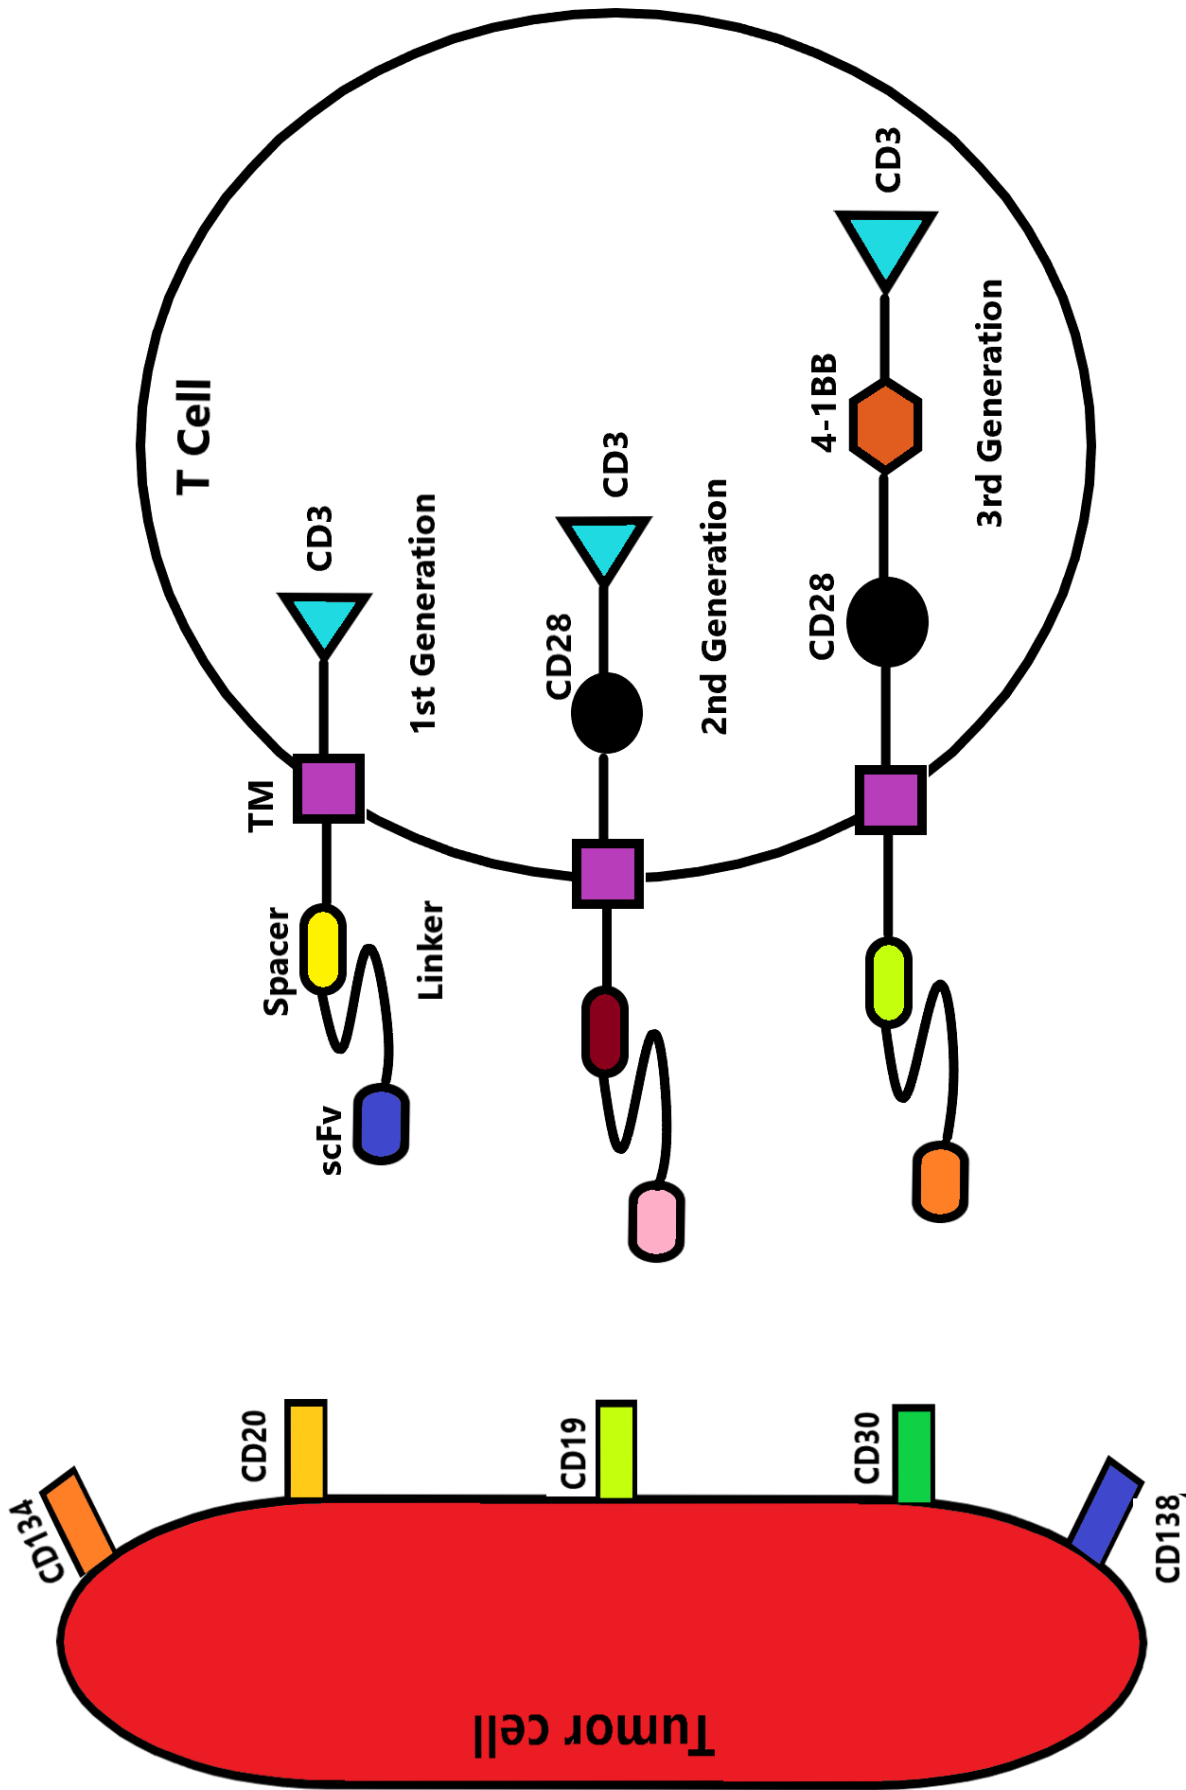 T Cell
CD3
1st Generation
TM
Spacer
Linker
scFv
CD3
CD28
2nd Generation
CD3
4-1BB
CD28
3rd Generation
CD134
CD20
CD19
CD30
CD138
Tumor cell